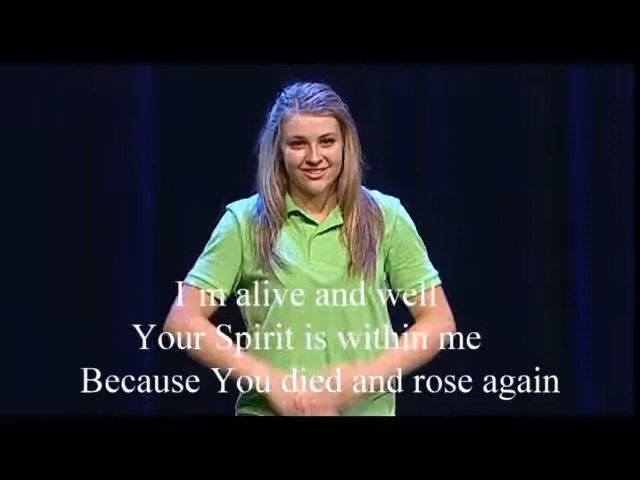 I'm alive and well
Your Spirit is within me
Because You died and rose again